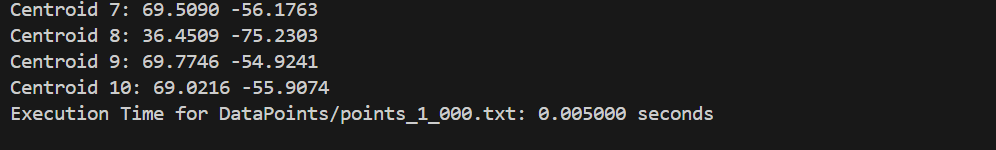 Centroid 7: 69.5090 -56.1763
Centroid 8: 36.4509 -75.2303
Centroid 9: 69.7746 -54.9241
Centroid 10: 69.0216 -55.9074
Execution Time for DataPoints/points_1_000.txt: 0.005000 seconds